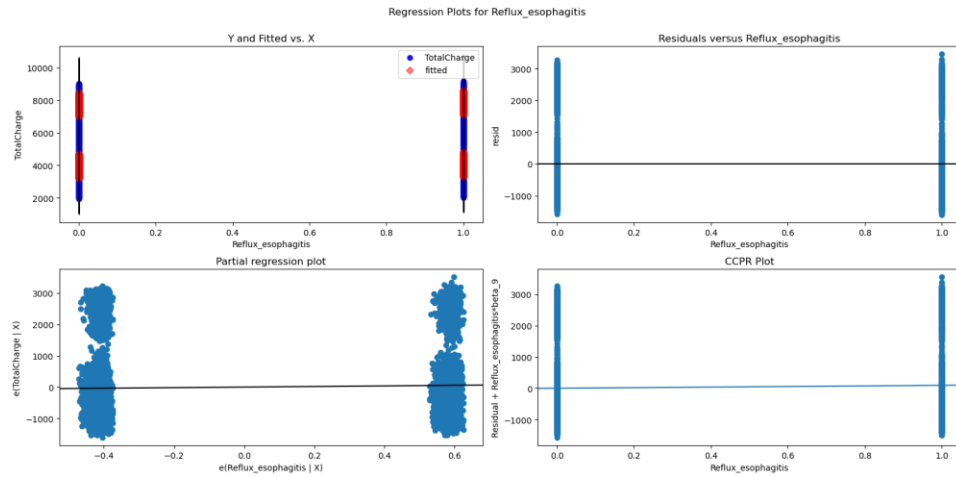 Regression Plots for Reflux_esophagitis
Y and Fitted vs. X
TotalCharge
fitted
10000
8000
6000
4000
2000
TotalCharge
0.0 0.2 0.4 0.6 0.8 1.0
Reflux_esophagitis
Residuals versus Reflux_esophagitis
3000
2000
1000
0
−1000
resid
0.0 0.2 0.4 0.6 0.8 1.0
Reflux_esophagitis
Partial regression plot
3000
2000
1000
0
−1000
e(TotalCharge | X)
−0.4 −0.2 0.0 0.2 0.4 0.6
e(Reflux_esophagitis | X)
CCPR Plot
3000
2000
1000
0
−1000
Residual + Reflux_esophagitis*beta_9
0.0 0.2 0.4 0.6 0.8 1.0
Reflux_esophagitis